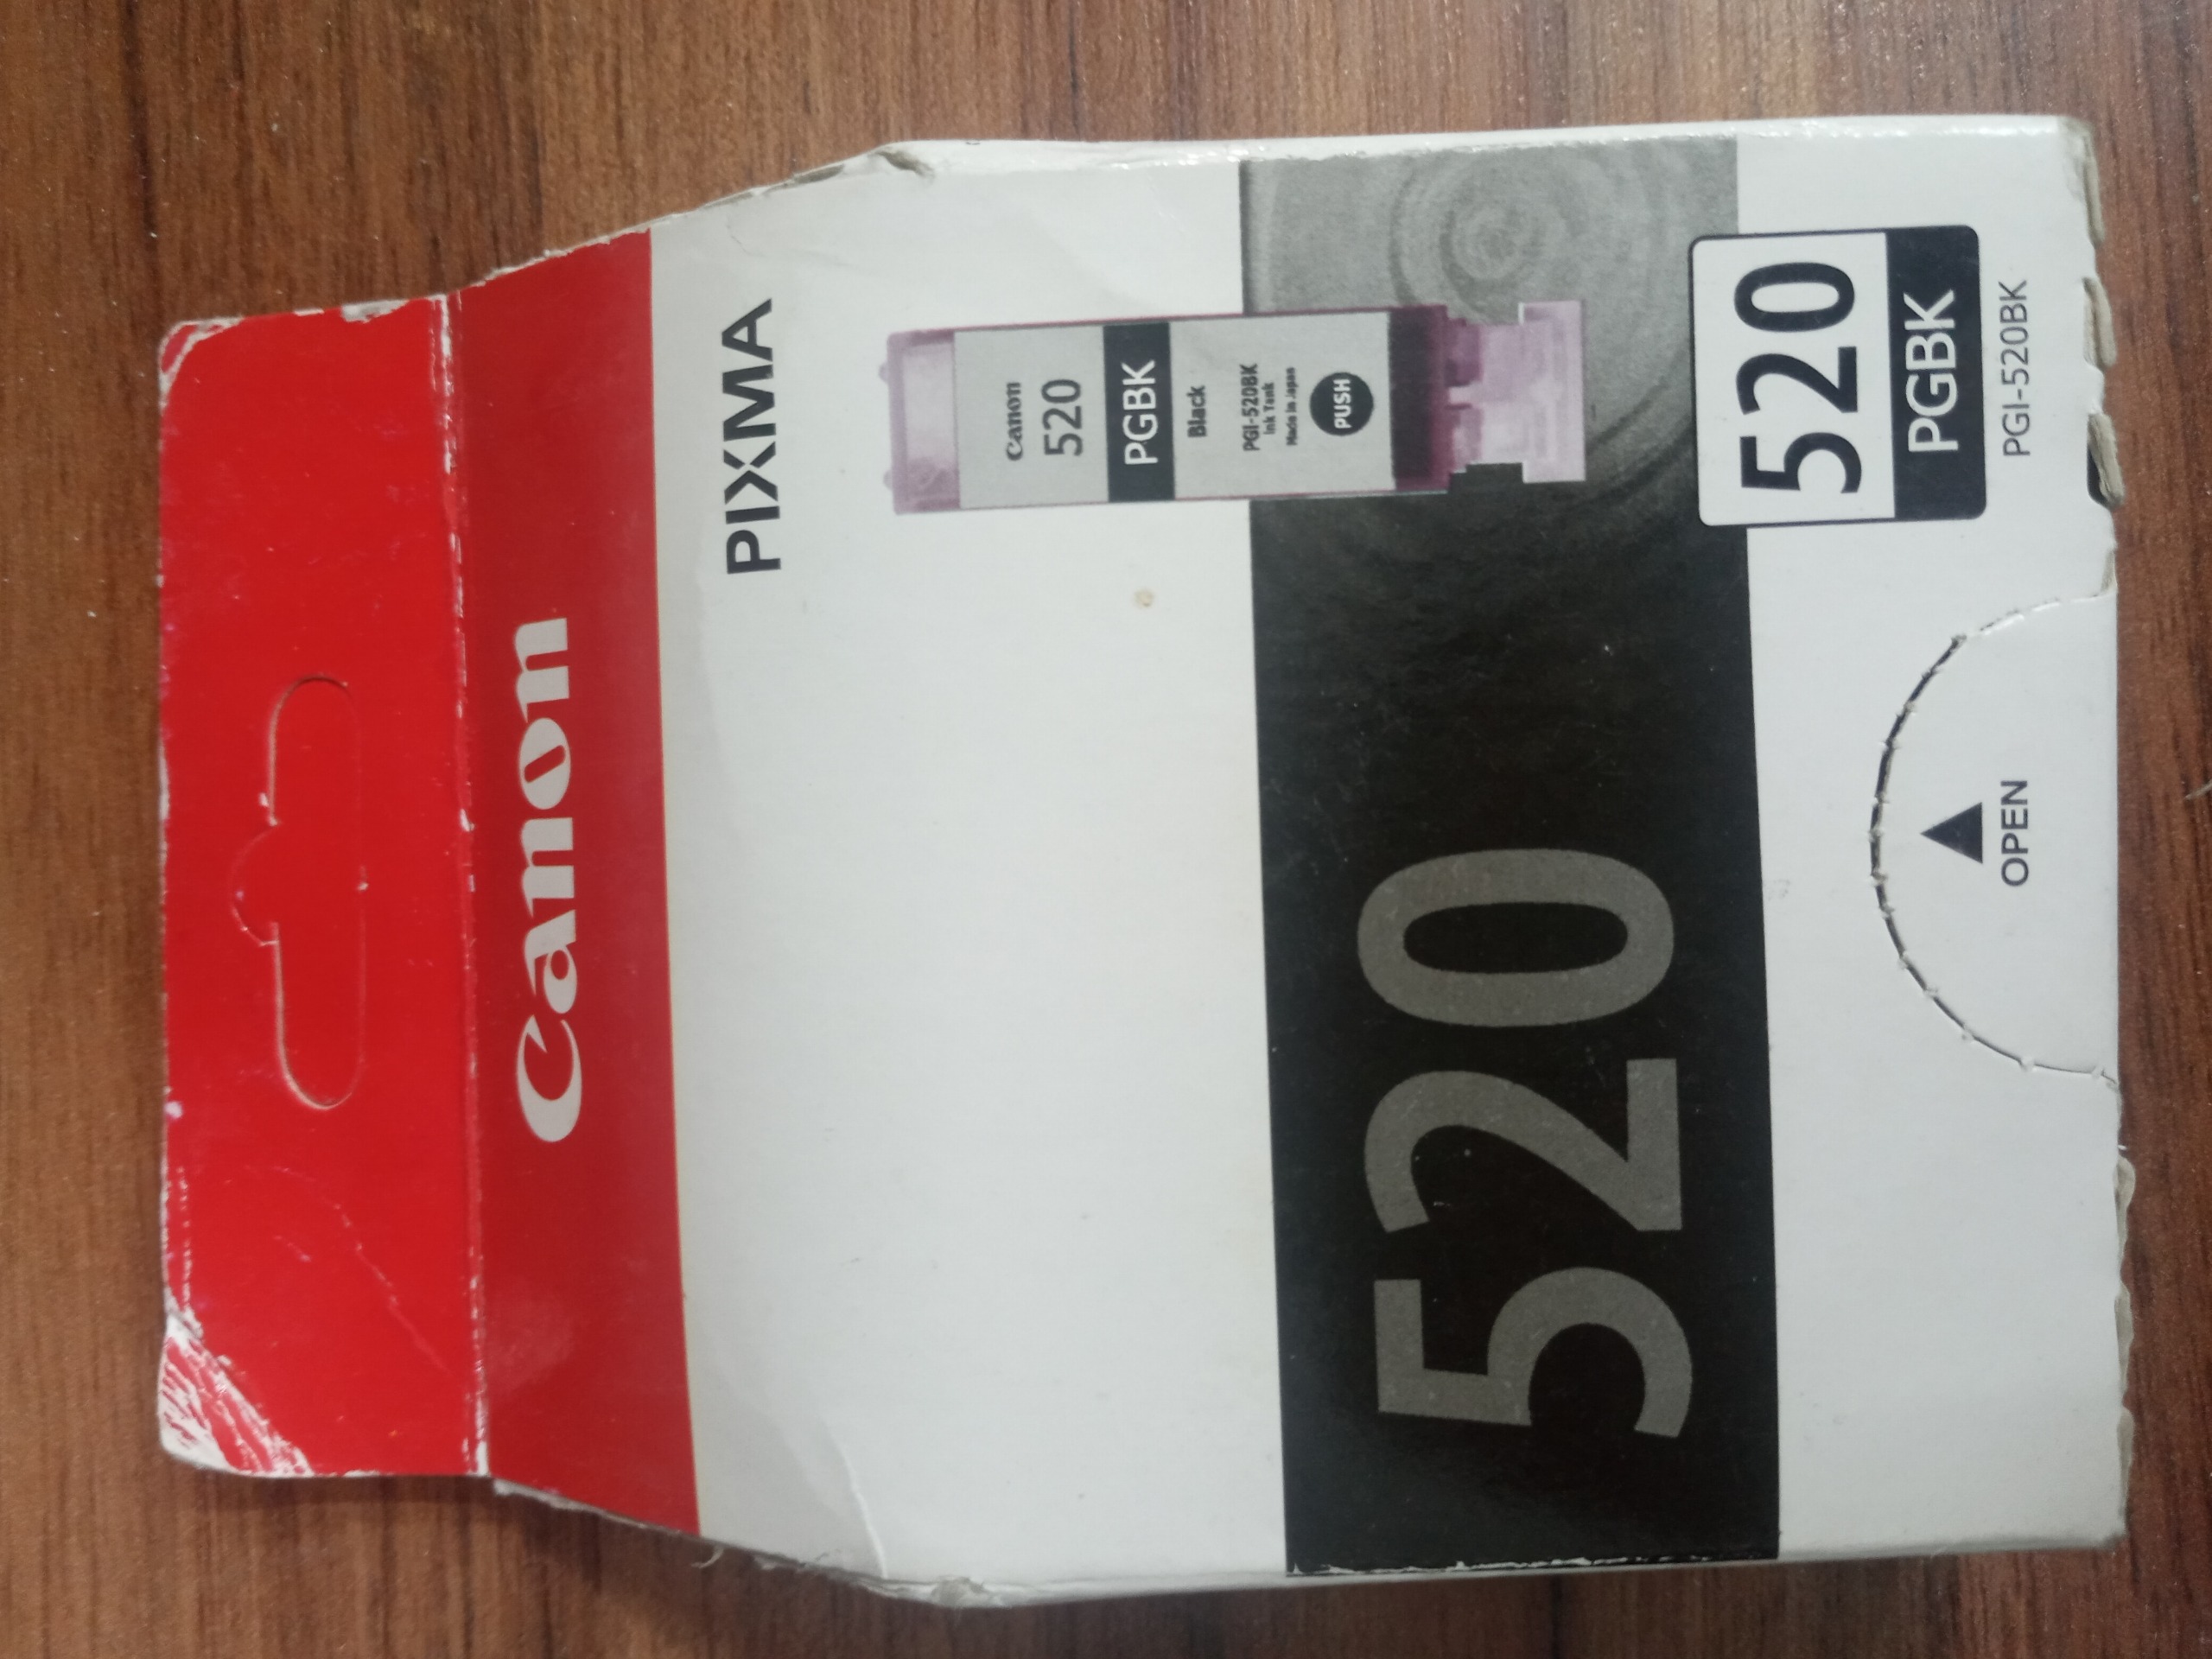 Canon
PIXMA
Canon
520
PGBK
Black
PGI-520BK
Ink Tank
Made in Japan
PUSH
520
520
PGBK
PGI-520BK
OPEN